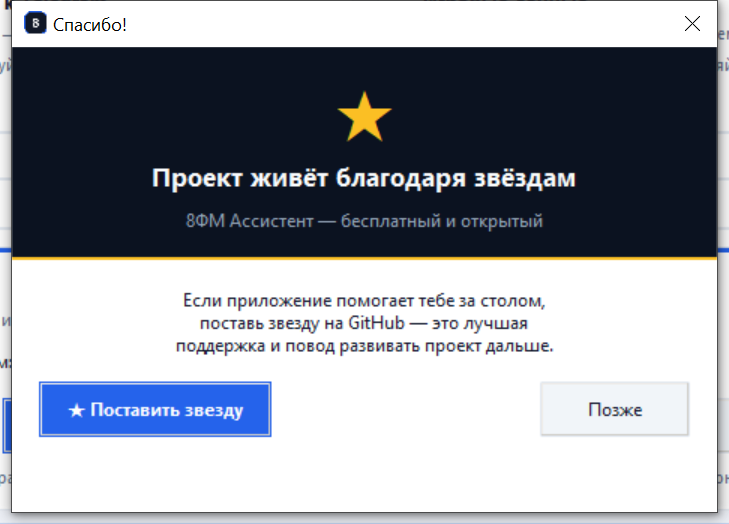 8 Спасибо!
Проект живёт благодаря звёздам
8ФМ Ассистент — бесплатный и открытый
Если приложение помогает тебе за столом,
поставь звезду на GitHub — это лучшая
поддержка и повод развивать проект дальше.
★ Поставить звезду
Позже